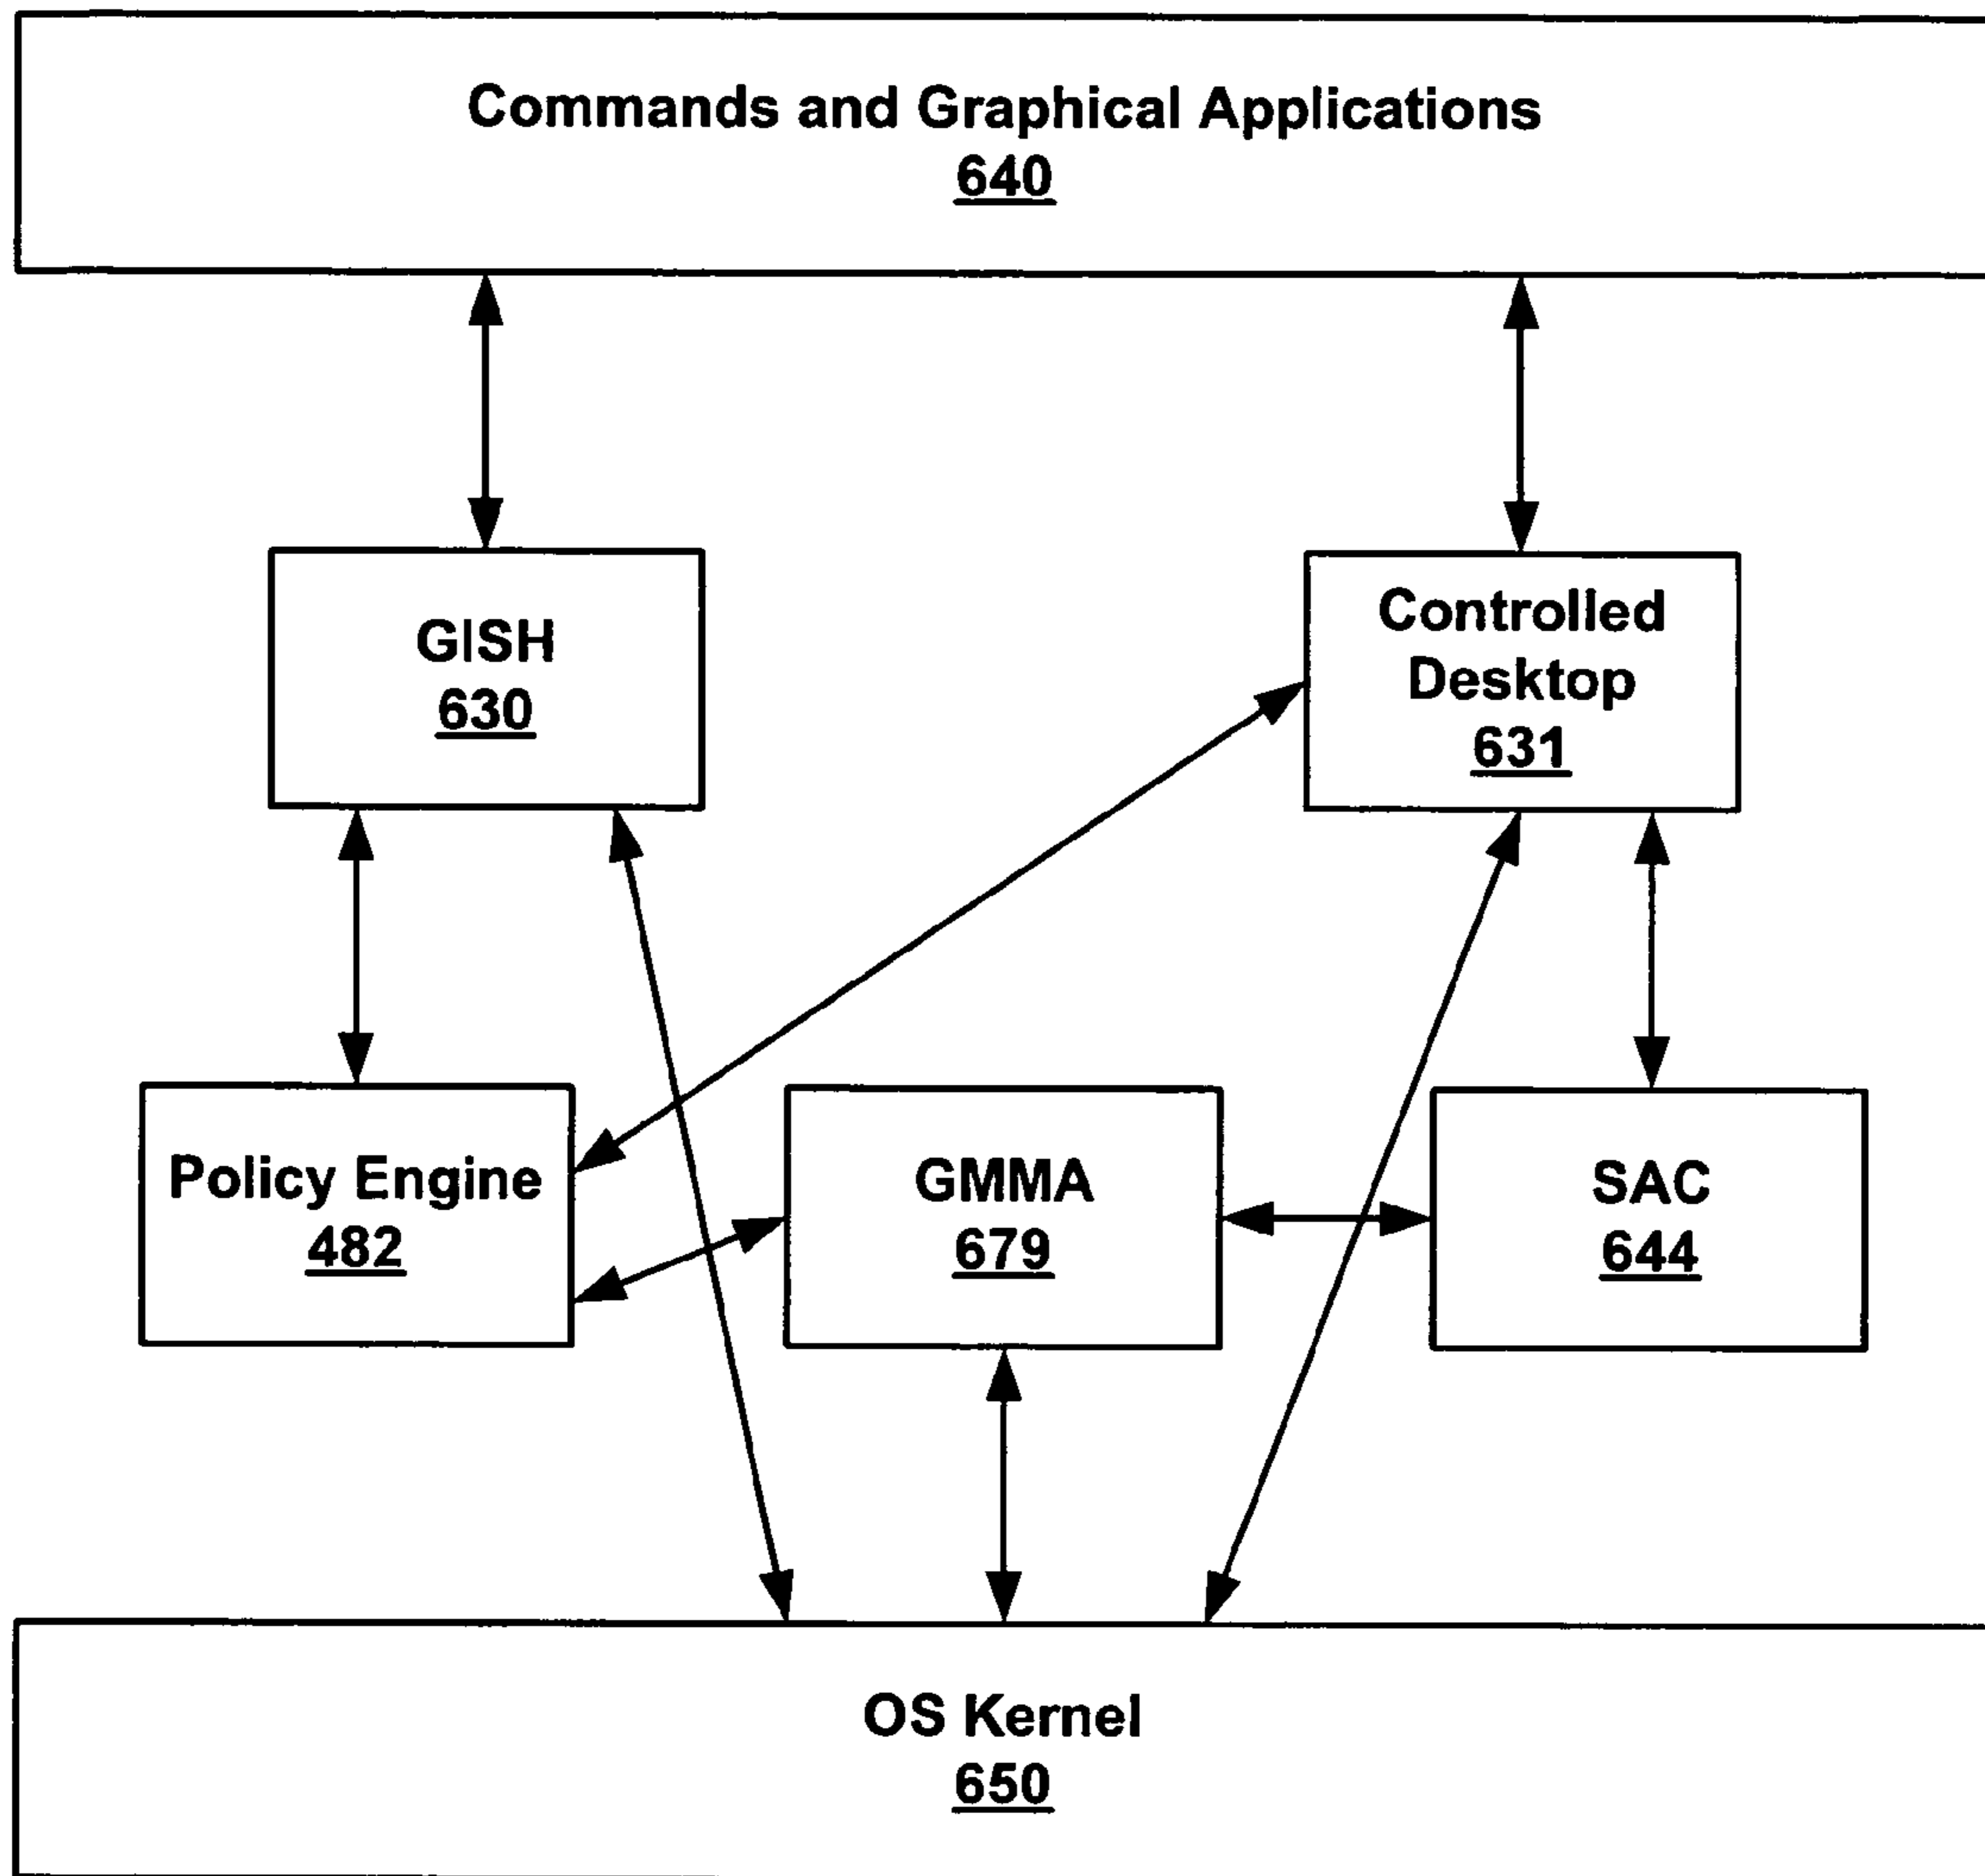 Commands and Graphical Applications
640
GISH
630
Controlled
Desktop
631
Policy Engine
482
GMMA
679
SAC
644
OS Kernel
650